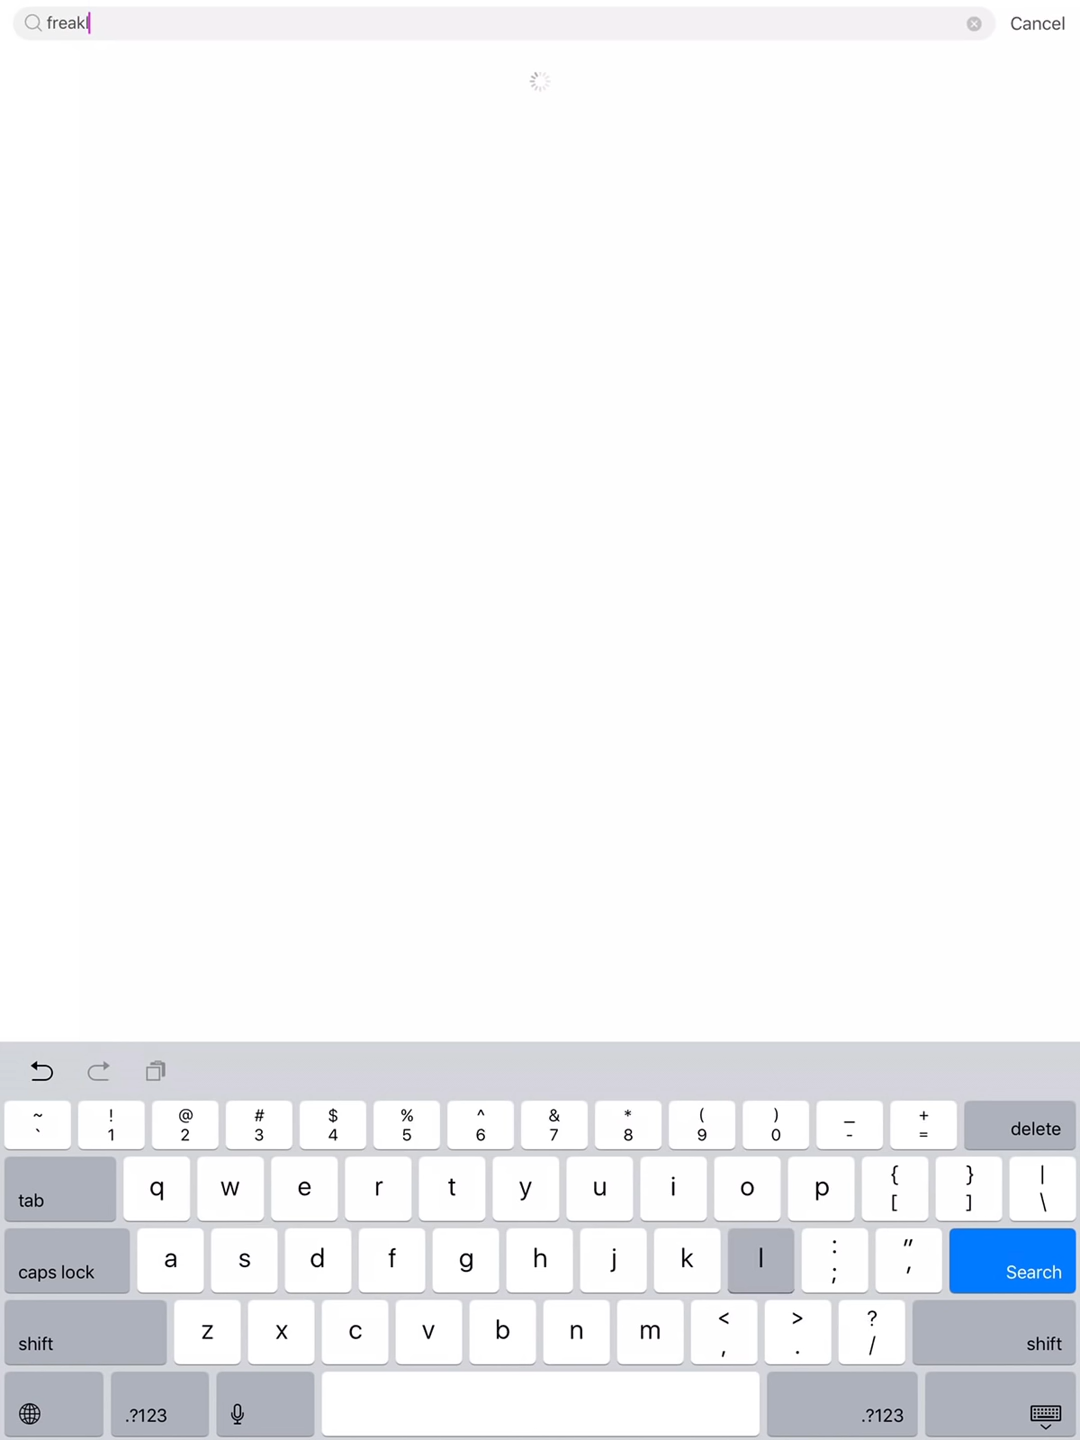 freakl
Cancel
~ ! @ # $ % ^ & * ( ) _ +
` 1 2 3 4 5 6 7 8 9 0 - = delete
tab q w e r t y u i o p { [ } ] | \
caps lock a s d f g h j k l : ; " ' Search
shift z x c v b n m < , > . ? / shift
.?123 .?123